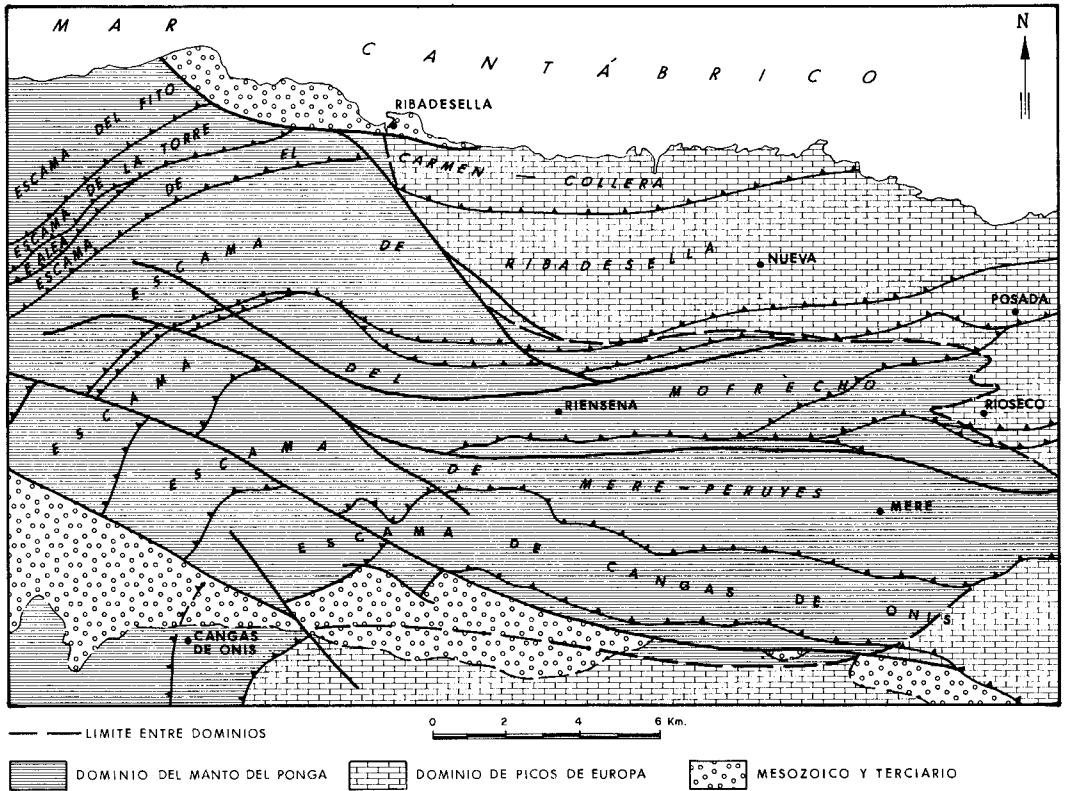 MAR CANTÁBRICO
N
RIBADESELLA
ESCAMA DEL FITO
ESCAMA DE LA TORRE
CARMEN — COLLERA
ESCAMA DE EL
ESCAMA DE RIBADESELLA
NUEVA
POSADA
ESCAMA DEL MOFRECHO
RIENSENA
RIOSECO
ESCAMA DE MERE-PERUYES
MERE
ESCAMA DE CANGAS DE ONIS
CANGAS
DE ONIS
0 2 4 6 Km.
LIMITE ENTRE DOMINIOS
DOMINIO DEL MANTO DEL PONGA
DOMINIO DE PICOS DE EUROPA
MESOZOICO Y TERCIARIO